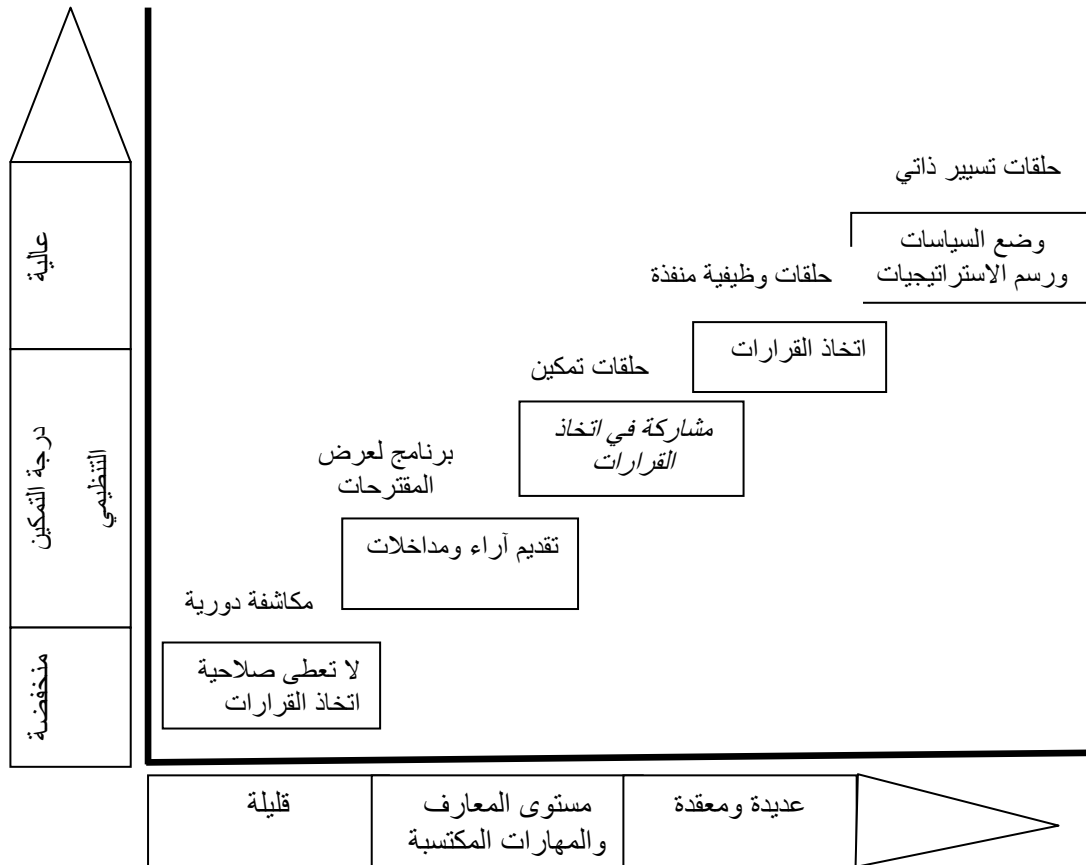 حلقات تسيير ذاتي
وضع السياسات
ورسم الاستراتيجيات
حلقات وظيفية منفذة
اتخاذ القرارات
حلقات تمكين
مشاركة في اتخاذ
القرارات
برنامج لعرض
المقترحات
تقديم آراء ومداخلات
مكاشفة دورية
لا تعطى صلاحية
اتخاذ القرارات
عالية
درجة التمكين
التنظيمي
منخفضة
قليلة
مستوى المعارف
والمهارات المكتسبة
عديدة ومعقدة